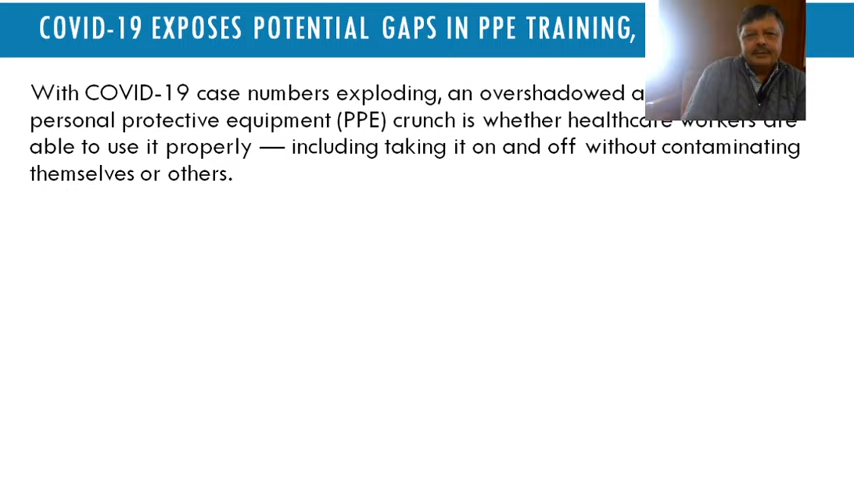 COVID-19 EXPOSES POTENTIAL GAPS IN PPE TRAINING,
With COVID-19 case numbers exploding, an overshadowed
personal protective equipment (PPE) crunch is whether healthcare workers are
able to use it properly — including taking it on and off without contaminating
themselves or others.